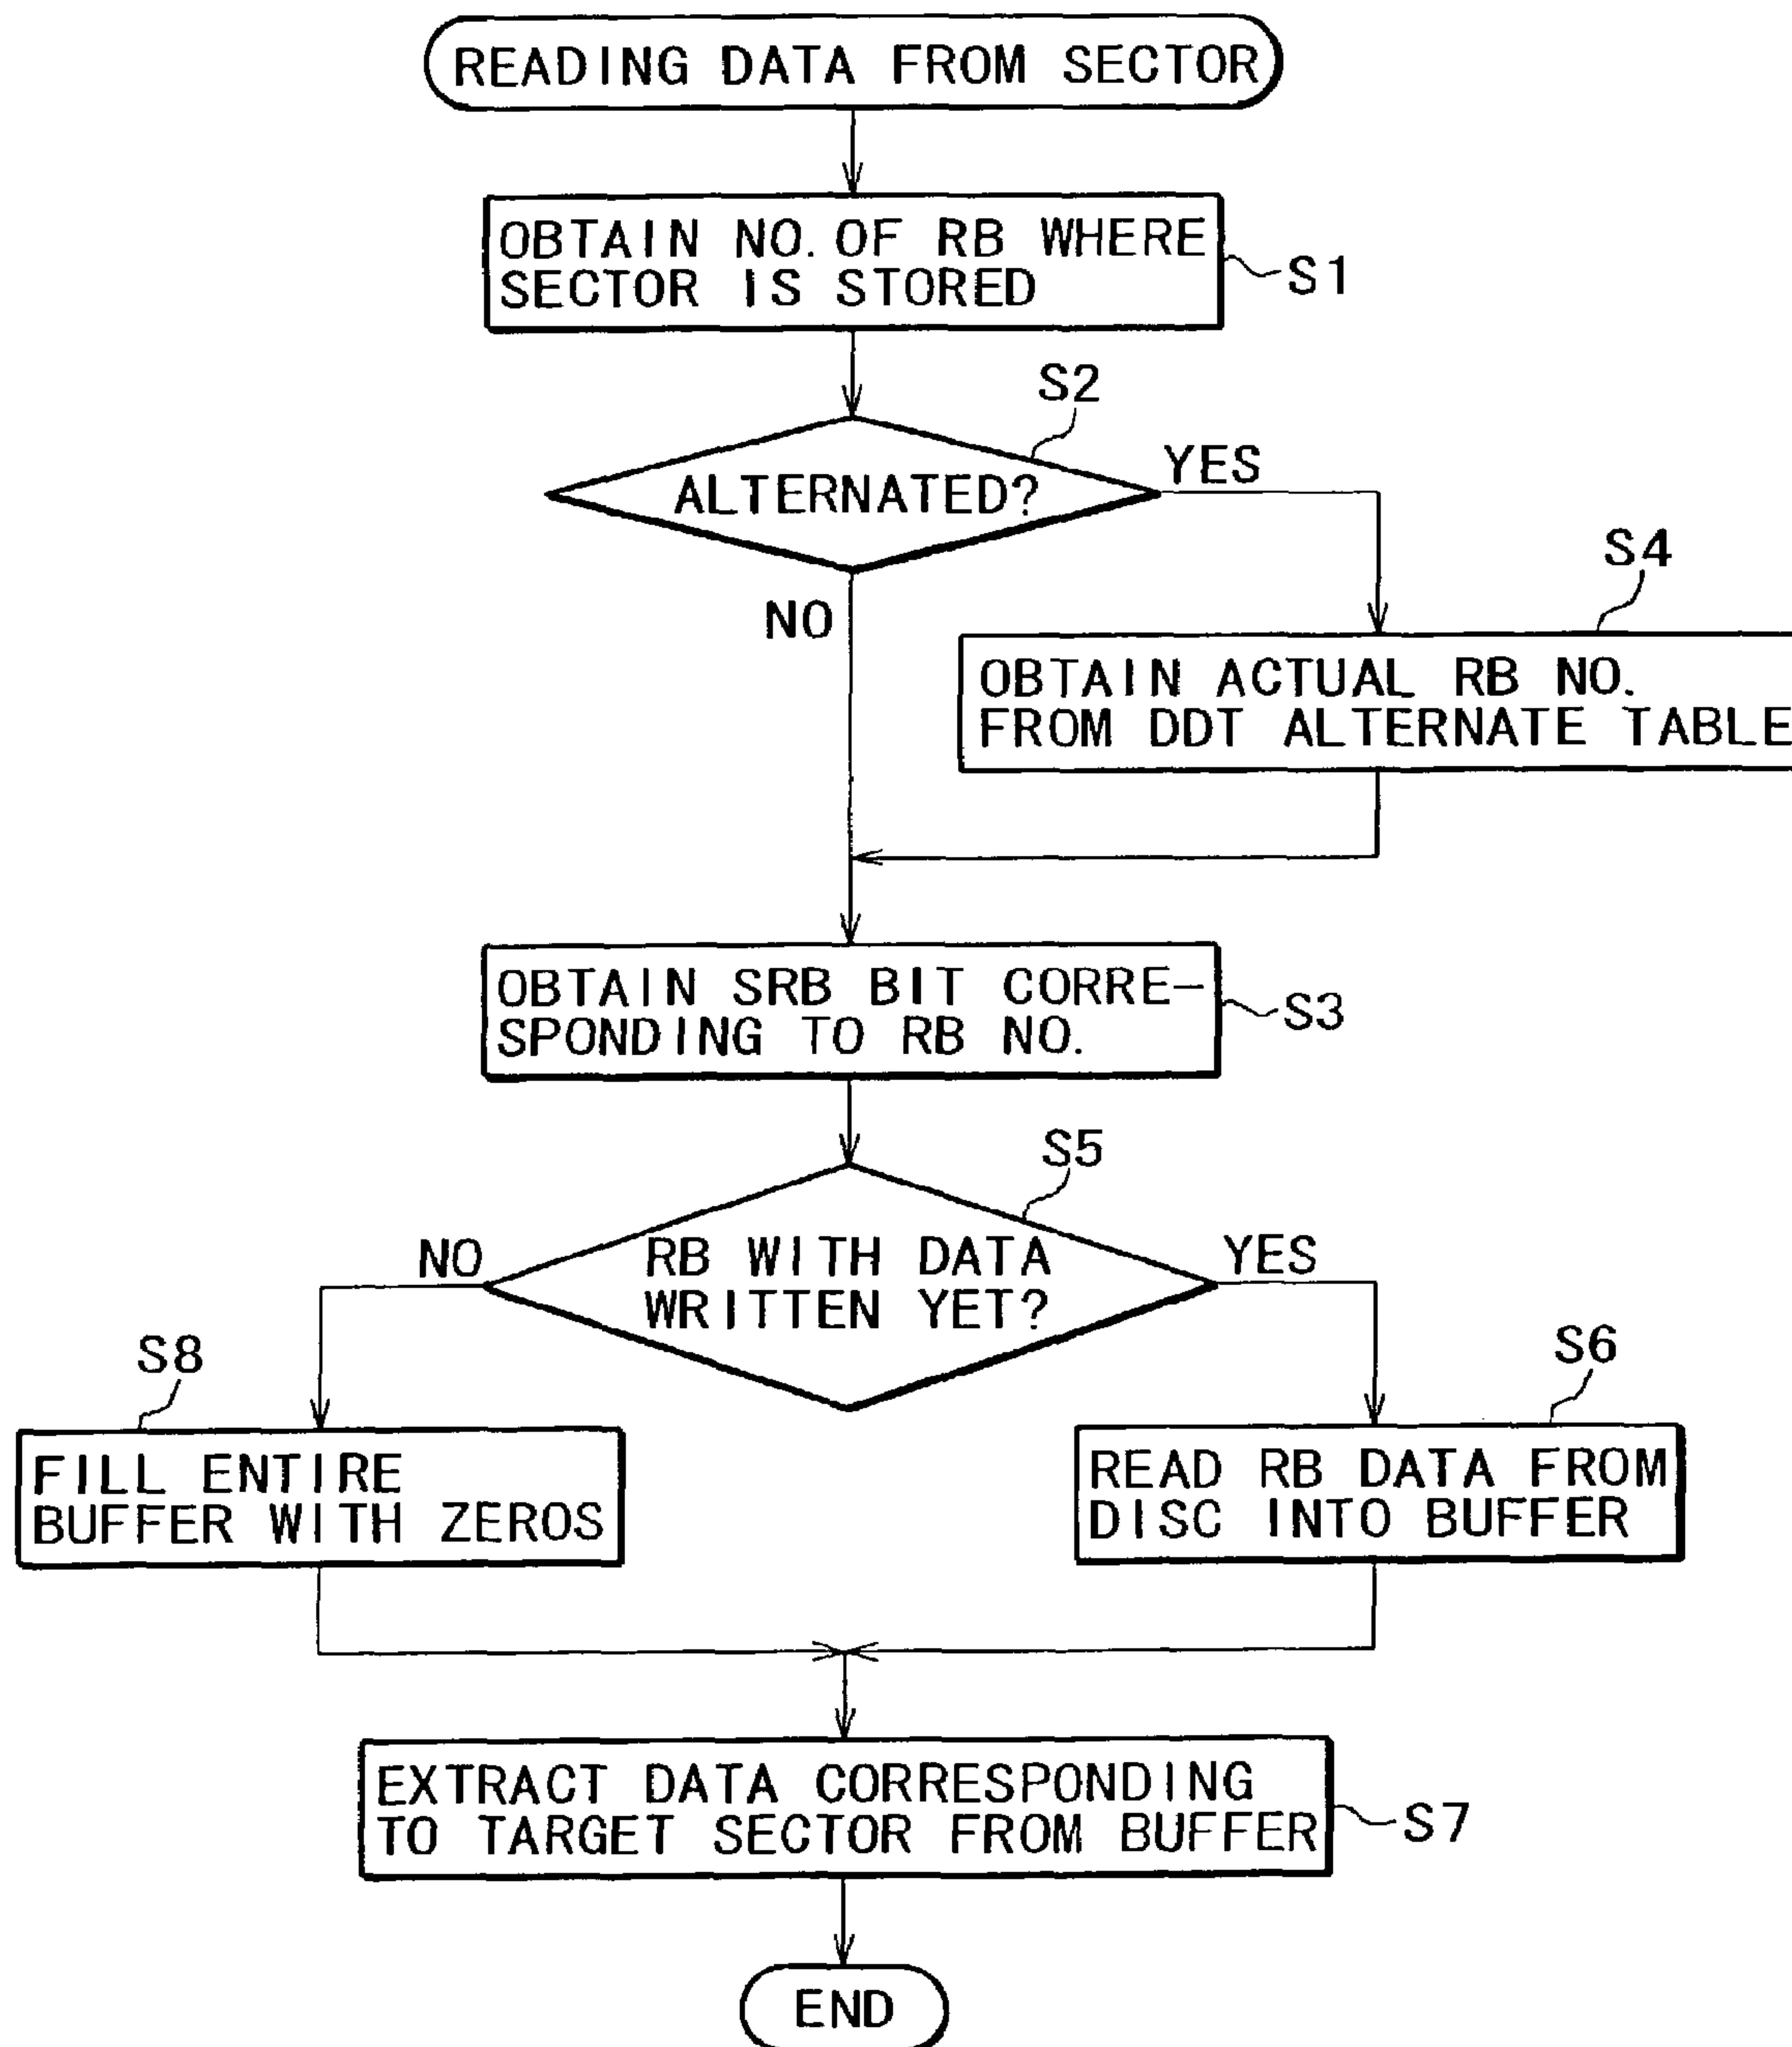 READING DATA FROM SECTOR
OBTAIN NO. OF RB WHERE
SECTOR IS STORED
S1
S2
ALTERNATED?
YES
NO
S4
OBTAIN ACTUAL RB NO.
FROM DDT ALTERNATE TABLE
OBTAIN SRB BIT CORRE-
SPONDING TO RB NO.
S3
S5
RB WITH DATA
WRITTEN YET?
NO
YES
S8
FILL ENTIRE
BUFFER WITH ZEROS
S6
READ RB DATA FROM
DISC INTO BUFFER
EXTRACT DATA CORRESPONDING
TO TARGET SECTOR FROM BUFFER
S7
END